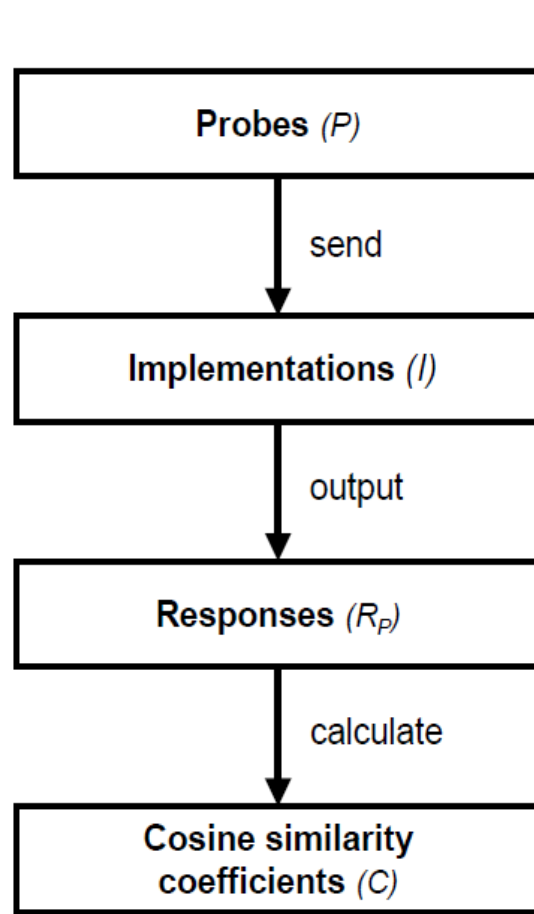 Probes (P)
send
Implementations (I)
output
Responses (RP)
calculate
Cosine similarity
coefficients (C)